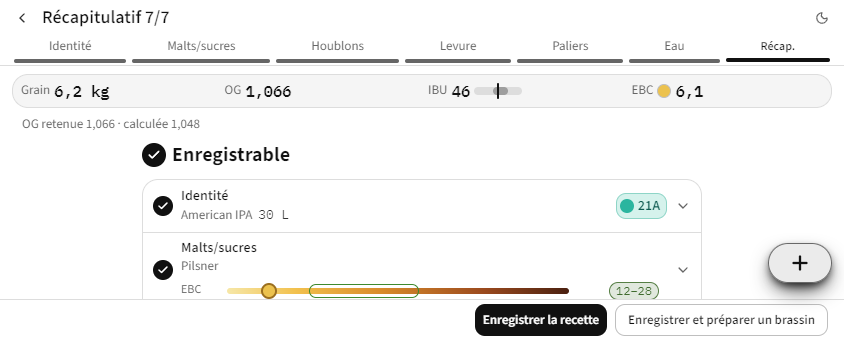 Récapitulatif 7/7
Identité Malts/sucres Houblons Levure Paliers Eau Récap.
Grain 6,2 kg OG 1,066 IBU 46 EBC 6,1
OG retenue 1,066 · calculée 1,048
Enregistrable
Identité
American IPA 30 L 21A
Malts/sucres
Pilsner
EBC 12–28
Enregistrer la recette Enregistrer et préparer un brassin